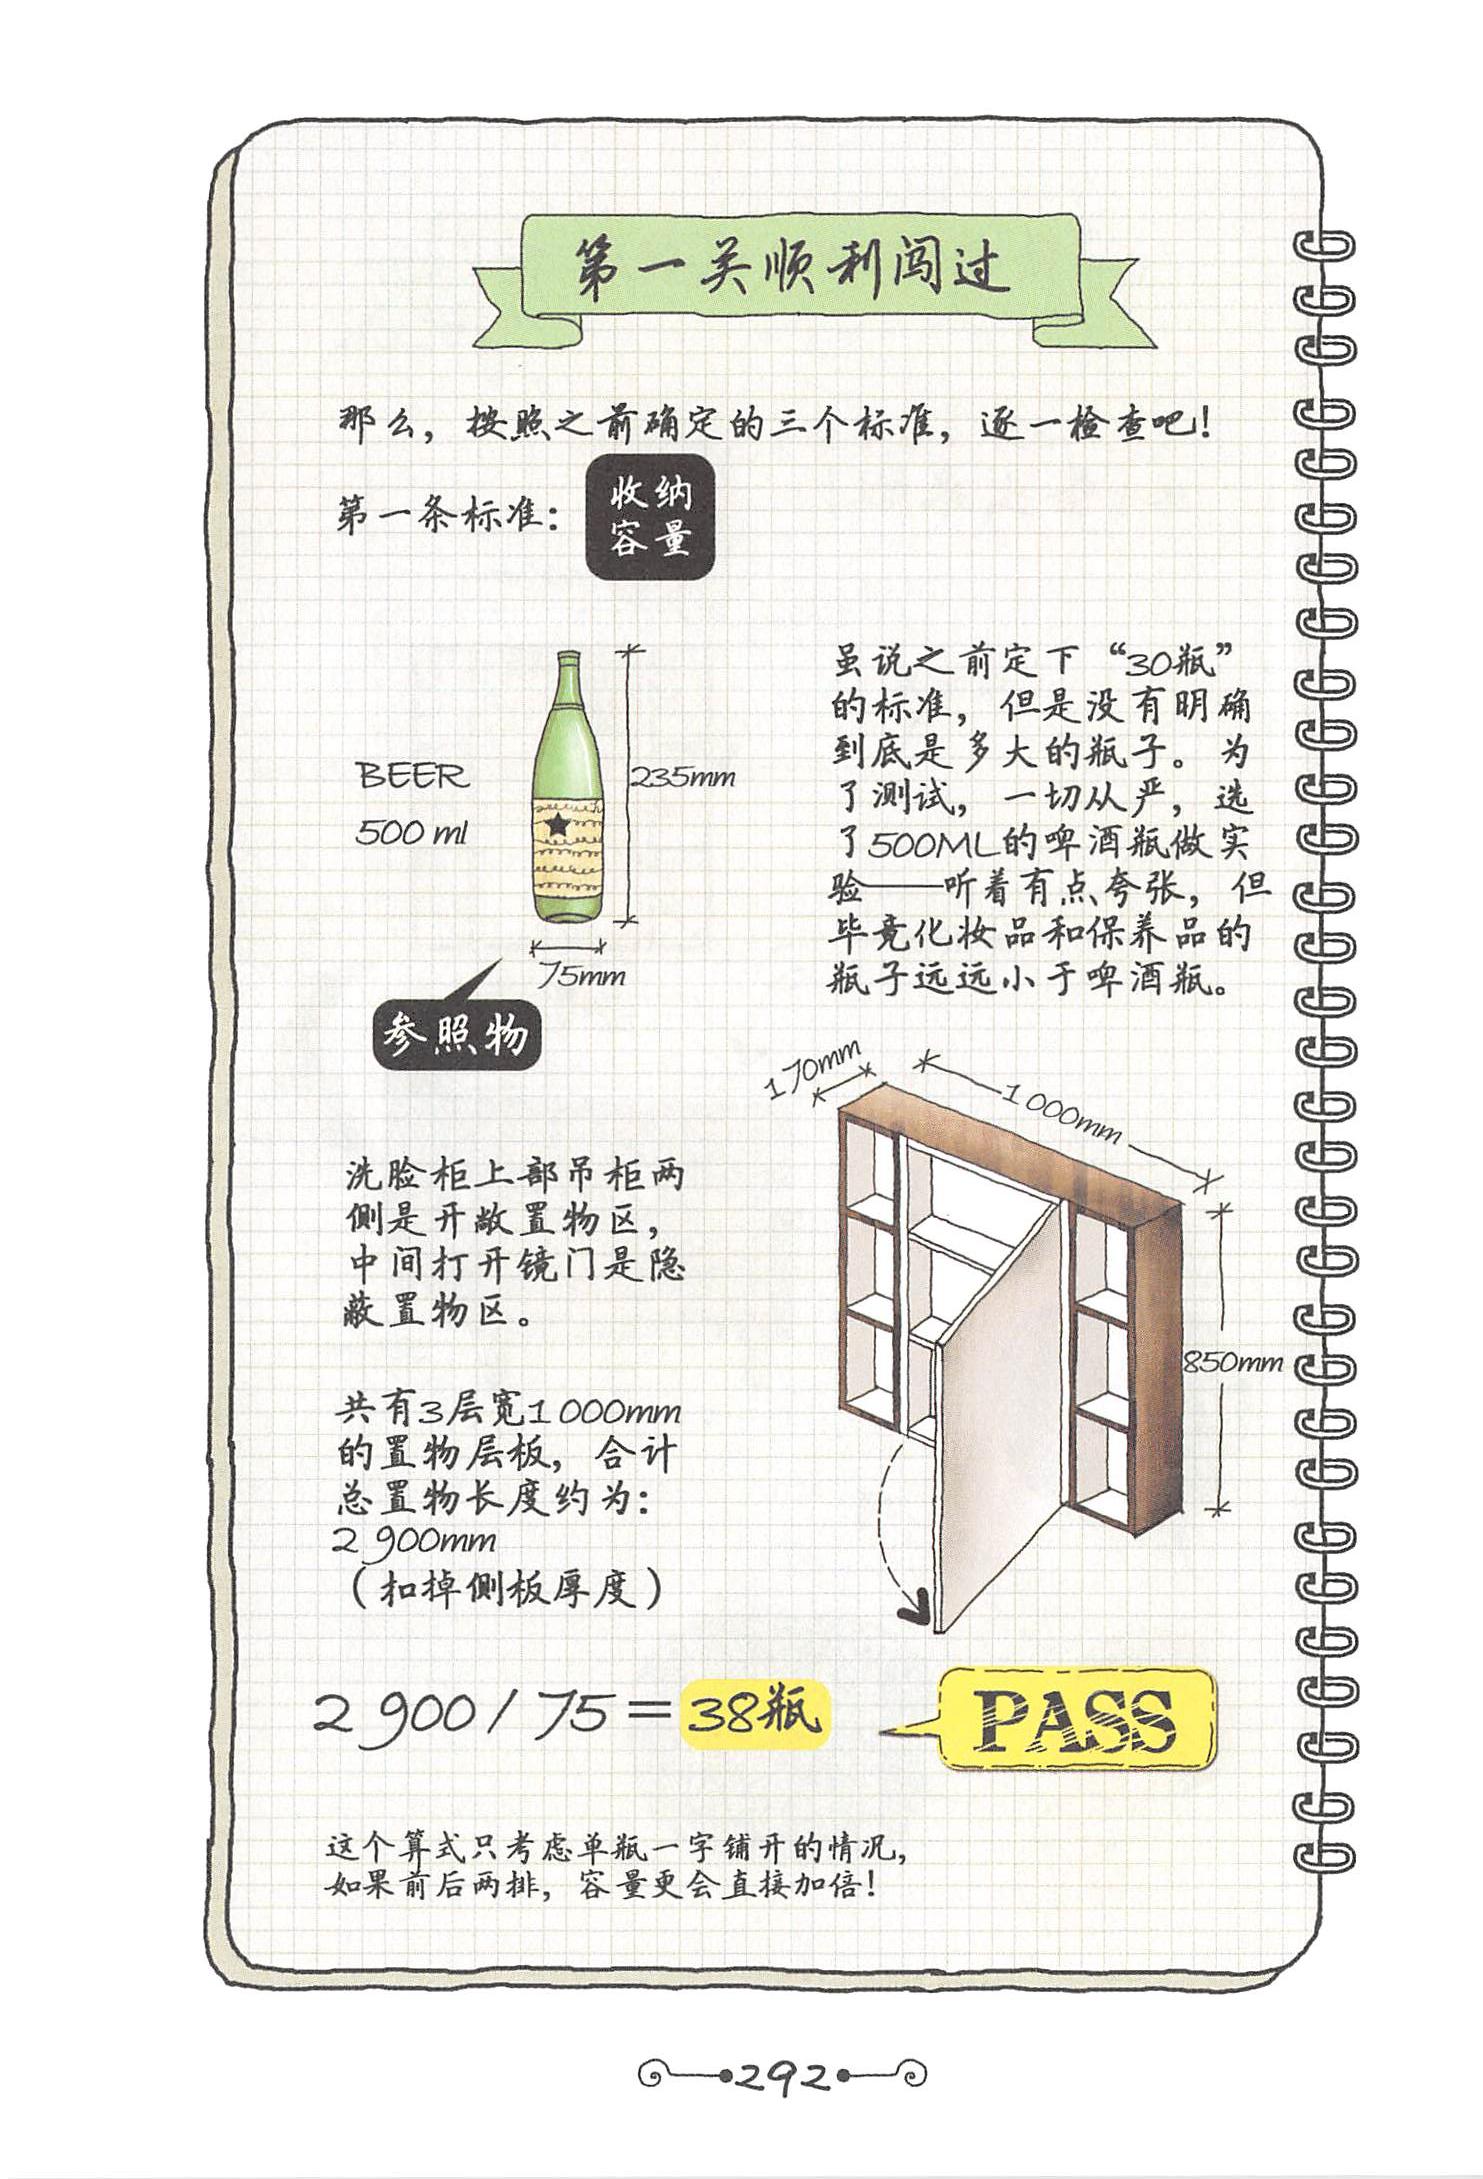 第一关顺利闯过
那么，按照之前确定的三个标准，逐一检查吧！
第一条标准：
收纳
容量
BEER
500 ml
235mm
75mm
参照物
虽说之前定下“30瓶”
的标准，但是没有明确
到底是多大的瓶子。为
了测试，一切从严，选
了500ML的啤酒瓶做实
验——听着有点夸张，但
毕竟化妆品和保养品的
瓶子远远小于啤酒瓶。
170mm
1 000mm
850mm
洗脸柜上部吊柜两
侧是开敞置物区，
中间打开镜门是隐
蔽置物区。
共有3层宽1 000mm
的置物层板，合计
总置物长度约为：
2 900mm
（扣掉侧板厚度）
2 900 / 75 = 38瓶
PASS
这个算式只考虑单瓶一字铺开的情况，
如果前后两排，容量更会直接加倍！
292